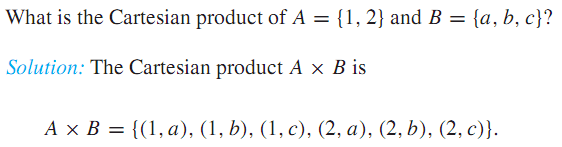 What is the Cartesian product of A = {1, 2} and B = {a, b, c}?
Solution: The Cartesian product A × B is
A × B = {(1, a), (1, b), (1, c), (2, a), (2, b), (2, c)}.